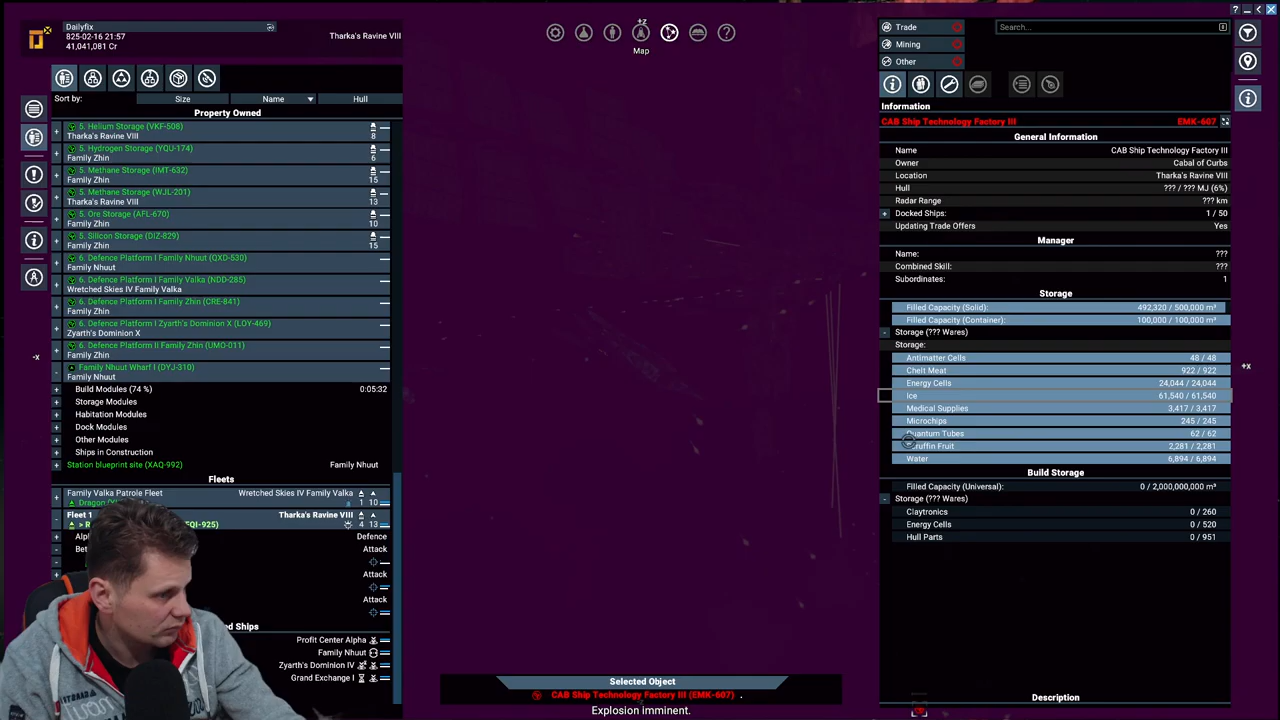 Dailyfix
825-02-16 21:57
41,041,081 Cr
Tharka's Ravine VIII
+Z
Map
Sort by:
Size
Name
Hull
Property Owned
5. Helium Storage (VKF-508)
Tharka's Ravine VIII
8
5. Hydrogen Storage (YQU-174)
Family Zhin
6
5. Methane Storage (IMT-632)
Family Zhin
15
5. Methane Storage (WJL-201)
Tharka's Ravine VIII
13
5. Ore Storage (AFL-670)
Family Zhin
10
5. Silicon Storage (DIZ-829)
Family Zhin
15
6. Defence Platform I Family Nhuut (QXD-530)
Family Nhuut
6. Defence Platform I Family Valka (NDD-285)
Wretched Skies IV Family Valka
6. Defence Platform I Family Zhin (CRE-841)
Family Zhin
6. Defence Platform I Zyarth's Dominion X (LOY-469)
Zyarth's Dominion X
6. Defence Platform II Family Zhin (UMO-011)
Family Zhin
Family Nhuut Wharf I (DYJ-310)
Family Nhuut
Build Modules (74 %)
0:05:32
Storage Modules
Habitation Modules
Dock Modules
Other Modules
Ships in Construction
Station blueprint site (XAQ-992)
Family Nhuut
Fleets
Family Valka Patrole Fleet
Wretched Skies IV Family Valka
Dragon
1 10
Fleet 1
Tharka's Ravine VIII
4 13
Defence
Attack
Attack
Attack
Ships
Profit Center Alpha
Family Nhuut
Zyarth's Dominion IV
Grand Exchange I
-x
+x
Selected Object
CAB Ship Technology Factory III (EMK-607)
Explosion imminent.
Trade
Mining
Other
Search...
Information
CAB Ship Technology Factory III
EMK-607
General Information
Name
CAB Ship Technology Factory III
Owner
Cabal of Curbs
Location
Tharka's Ravine VIII
Hull
??? / ??? MJ (6%)
Radar Range
??? km
Docked Ships:
1 / 50
Updating Trade Offers
Yes
Manager
Name:
???
Combined Skill:
???
Subordinates:
1
Storage
Filled Capacity (Solid):
492,320 / 500,000 m³
Filled Capacity (Container):
100,000 / 100,000 m³
Storage (??? Wares)
Storage:
Antimatter Cells
48 / 48
Chelt Meat
922 / 922
Energy Cells
24,044 / 24,044
Ice
61,540 / 61,540
Medical Supplies
3,417 / 3,417
Microchips
245 / 245
Quantum Tubes
62 / 62
ruffin Fruit
2,281 / 2,281
Water
6,894 / 6,894
Build Storage
Filled Capacity (Universal):
0 / 2,000,000,000 m³
Storage (??? Wares)
Claytronics
0 / 260
Energy Cells
0 / 520
Hull Parts
0 / 951
Description